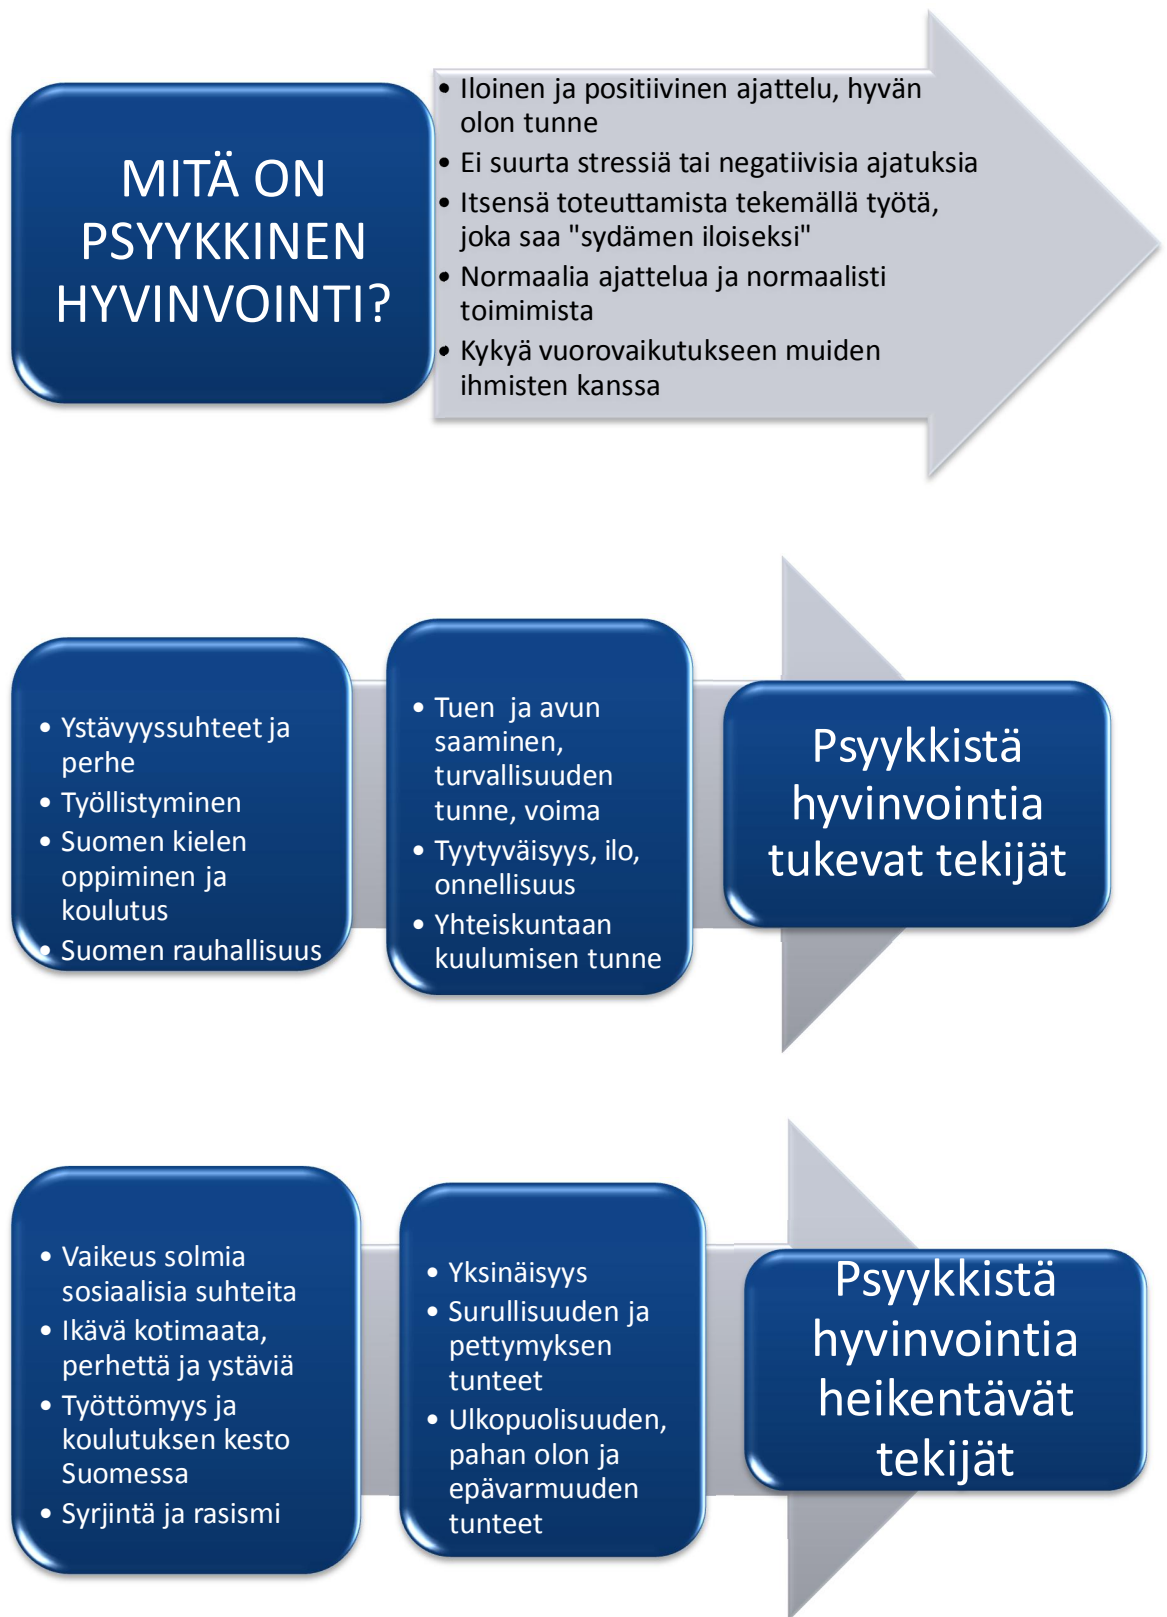 MITÄ ON
PSYYKKINEN
HYVINVOINTI?
• Iloinen ja positiivinen ajattelu, hyvän
olon tunne
• Ei suurta stressiä tai negatiivisia ajatuksia
• Itsensä toteuttamista tekemällä työtä,
joka saa "sydämen iloiseksi"
• Normaalia ajattelua ja normaalisti
toimimista
• Kykyä vuorovaikutukseen muiden
ihmisten kanssa
• Ystävyyssuhteet ja
perhe
• Työllistyminen
• Suomen kielen
oppiminen ja
koulutus
• Suomen rauhallisuus
• Tuen ja avun
saaminen,
turvallisuuden
tunne, voima
• Tyytyväisyys, ilo,
onnellisuus
• Yhteiskuntaan
kuulumisen tunne
Psyykkistä
hyvinvointia
tukevat tekijät
• Vaikeus solmia
sosiaalisia suhteita
• Ikävä kotimaata,
perhettä ja ystäviä
• Työttömyys ja
koulutuksen kesto
Suomessa
• Syrjintä ja rasismi
• Yksinäisyys
• Surullisuuden ja
pettymyksen
tunteet
• Ulkopuolisuuden,
pahan olon ja
epävarmuuden
tunteet
Psyykkistä
hyvinvointia
heikentävät
tekijät